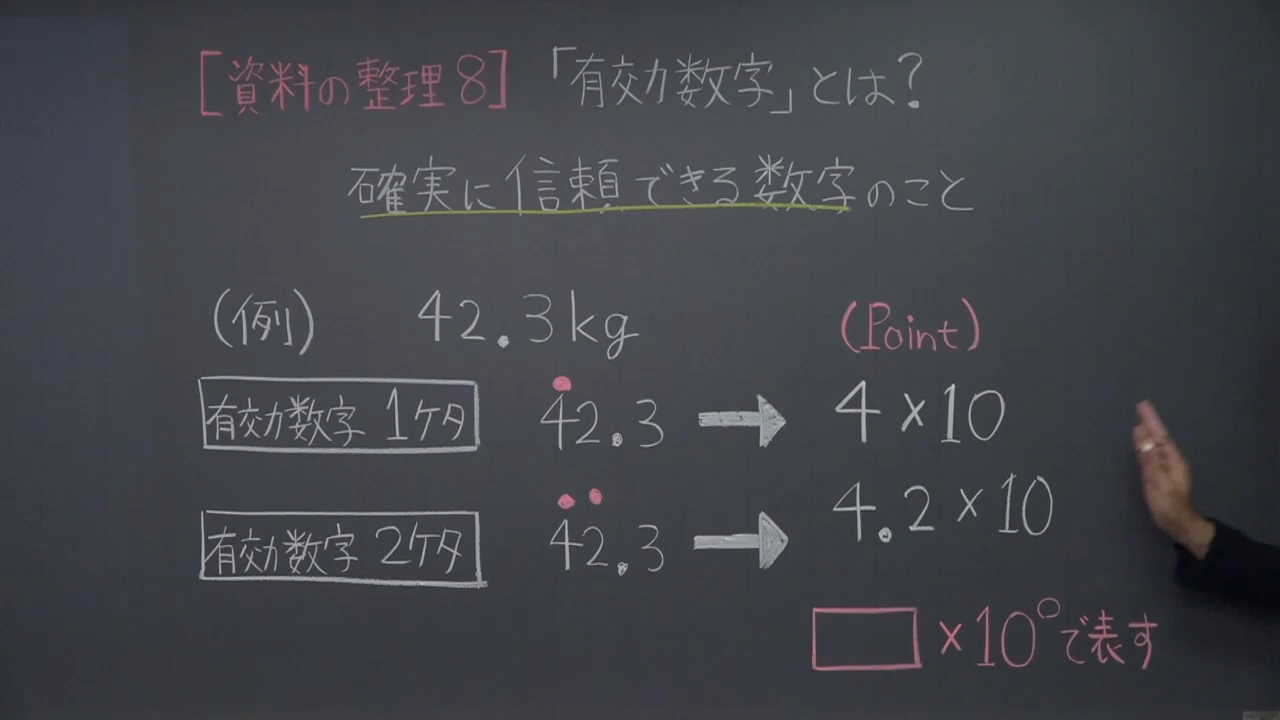 [資料の整理8] 「有効数字」とは?
確実に信頼できる数字のこと
(例) 42.3kg
(Point)
有効数字 1ケタ 42.3 → 4×10
有効数字 2ケタ 42.3 → 4.2×10
□×10°で表す